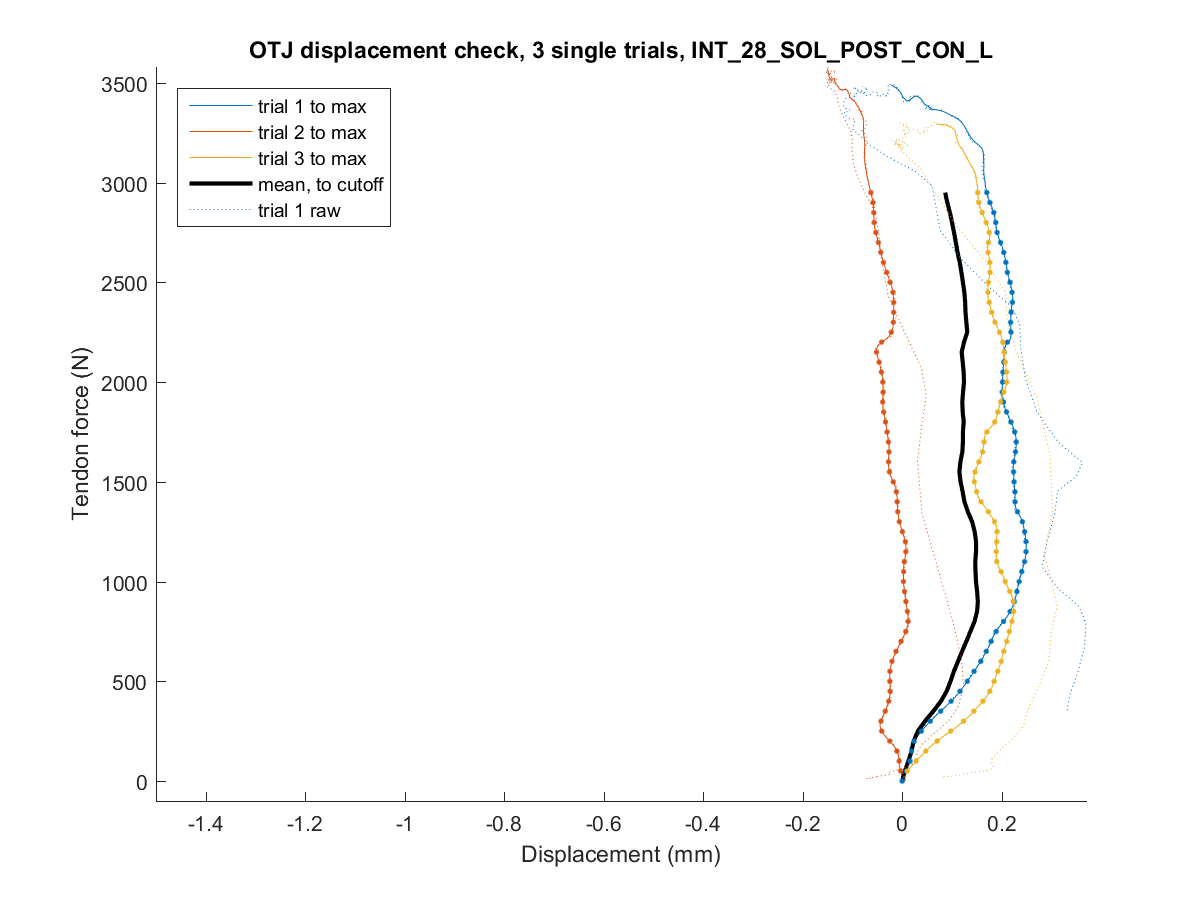 OTJ displacement check, 3 single trials, INT_28_SOL_POST_CON_L
trial 1 to max
trial 2 to max
trial 3 to max
mean, to cutoff
trial 1 raw
3500
3000
2500
2000
1500
1000
500
0
Tendon force (N)
-1.4 -1.2 -1 -0.8 -0.6 -0.4 -0.2 0 0.2
Displacement (mm)